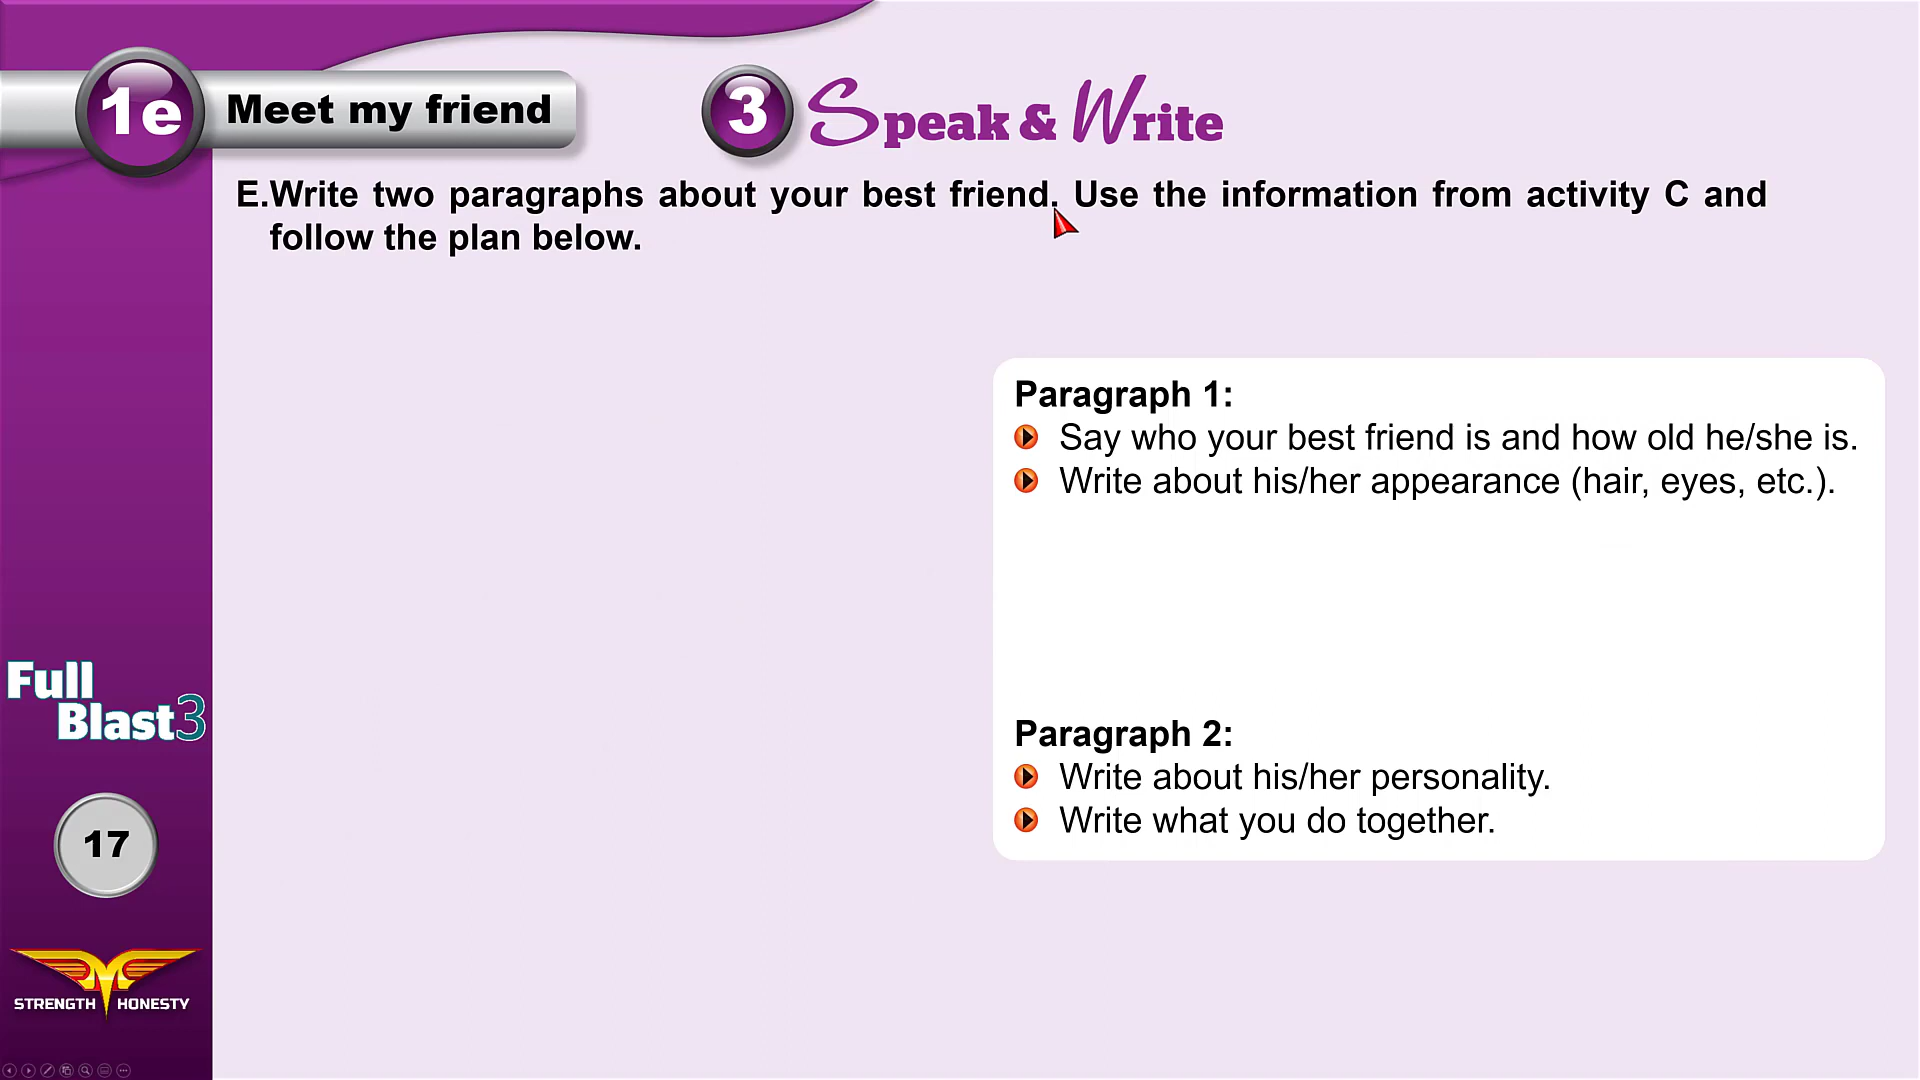 1e Meet my friend
3 Speak & Write
E.Write two paragraphs about your best friend. Use the information from activity C and
follow the plan below.
Paragraph 1:
Say who your best friend is and how old he/she is.
Write about his/her appearance (hair, eyes, etc.).
Paragraph 2:
Write about his/her personality.
Write what you do together.
Full
Blast3
17
STRENGTH HONESTY